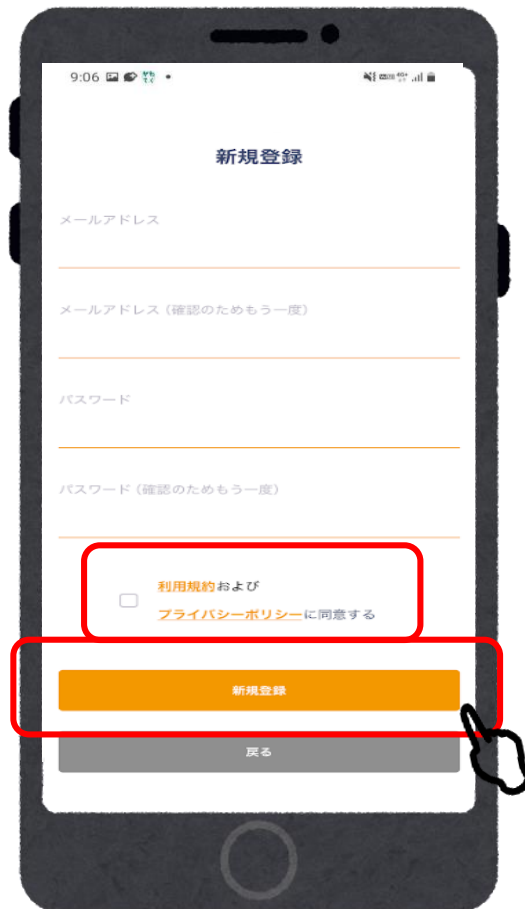 9:06
新規登録
メールアドレス
メールアドレス（確認のためもう一度）
パスワード
パスワード（確認のためもう一度）
利用規約および
プライバシーポリシーに同意する
新規登録
戻る